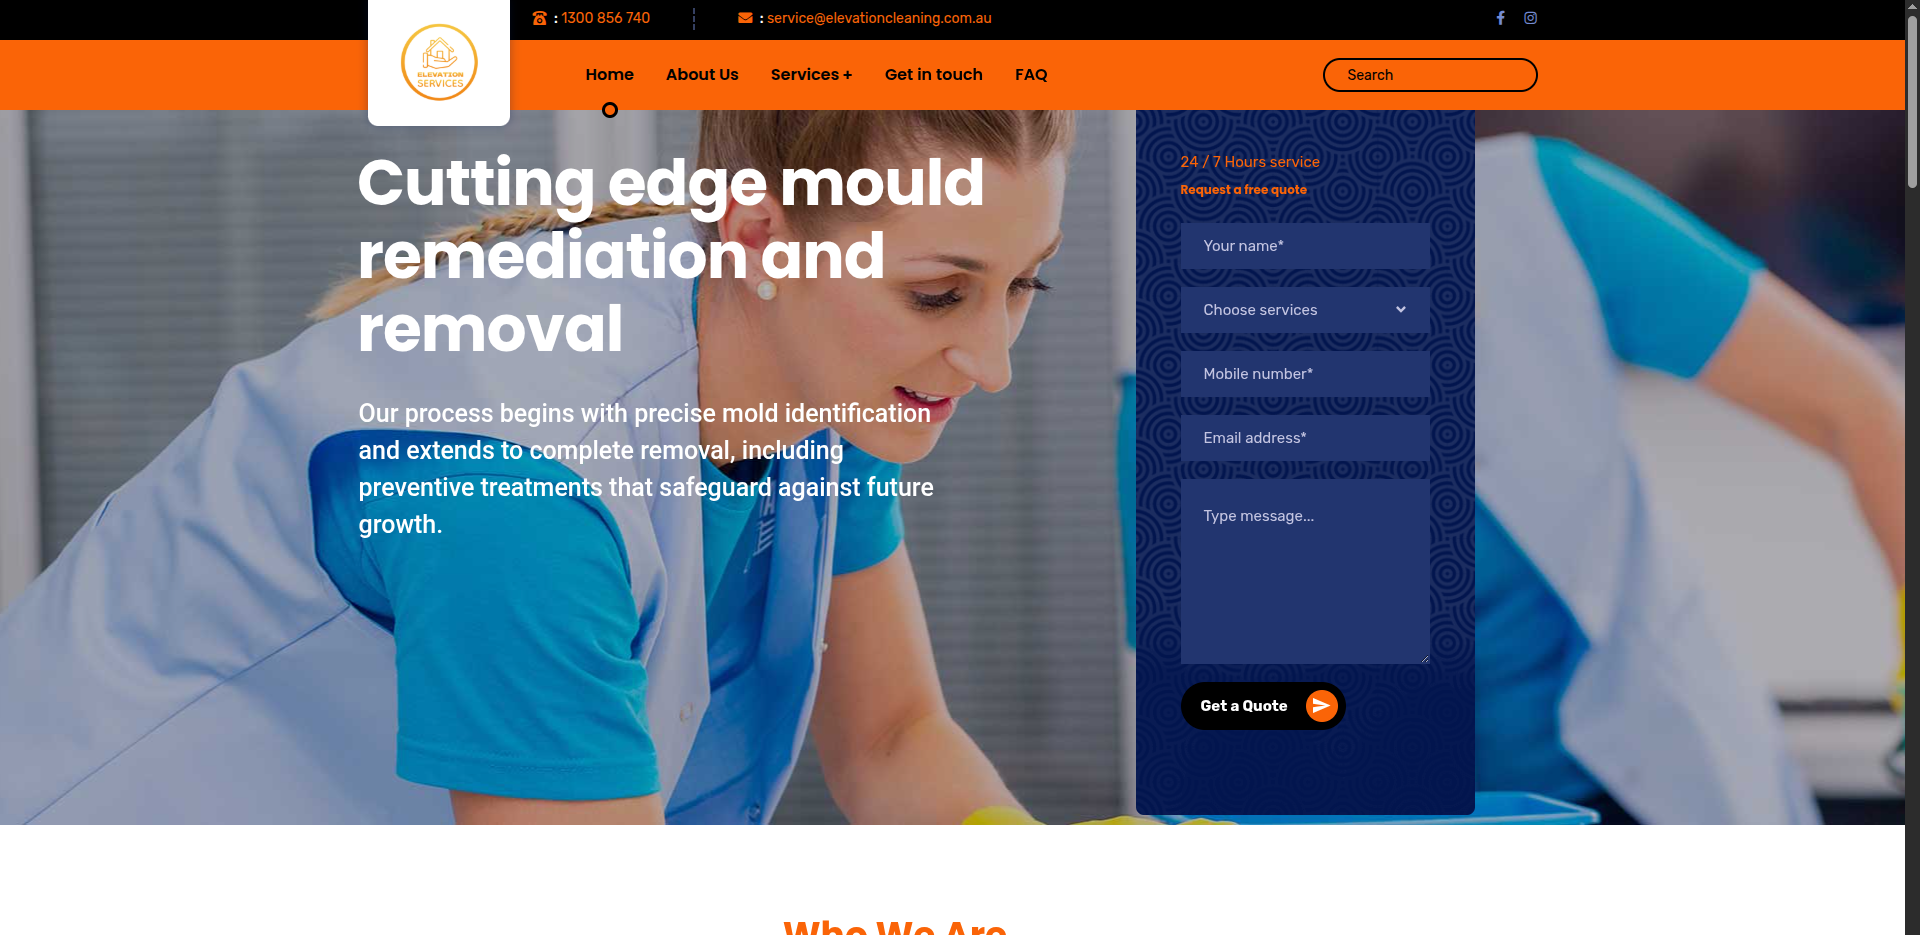 : 1300 856 740
: service@elevationcleaning.com.au
ELEVATION
SERVICES
Home
About Us
Services +
Get in touch
FAQ
Search
Cutting edge mould
remediation and
removal
Our process begins with precise mold identification
and extends to complete removal, including
preventive treatments that safeguard against future
growth.
24 / 7 Hours service
Request a free quote
Your name*
Choose services
Mobile number*
Email address*
Type message...
Get a Quote
Who We Are